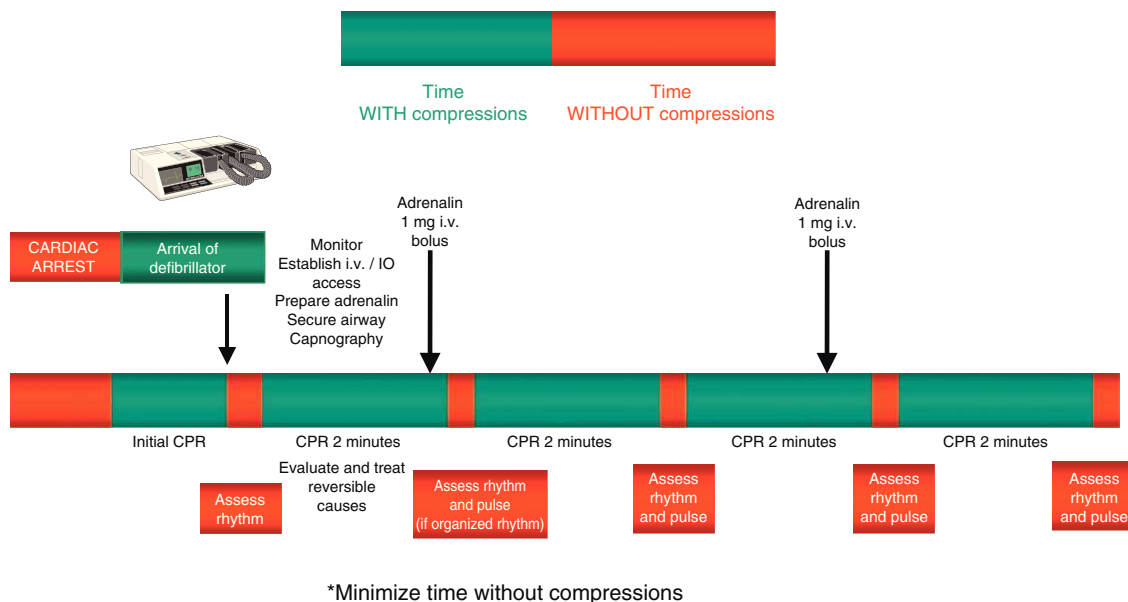 Time
WITH compressions
Time
WITHOUT compressions
CARDIAC
ARREST
Arrival of
defibrillator
Monitor
Establish i.v. / IO
access
Prepare adrenalin
Secure airway
Capnography
Adrenalin
1 mg i.v.
bolus
Adrenalin
1 mg i.v.
bolus
Initial CPR
CPR 2 minutes
CPR 2 minutes
CPR 2 minutes
CPR 2 minutes
Evaluate and treat
reversible
causes
Assess
rhythm
Assess rhythm
and pulse
(if organized rhythm)
Assess
rhythm
and pulse
Assess
rhythm
and pulse
Assess
rhythm
and pulse
*Minimize time without compressions